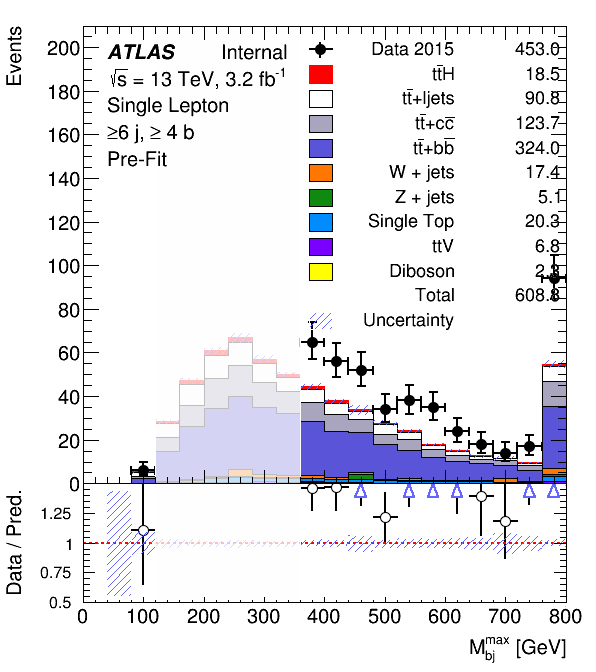 Events
200
180
160
140
120
100
80
60
40
20
0
ATLAS Internal
√s = 13 TeV, 3.2 fb⁻¹
Single Lepton
≥6 j, ≥ 4 b
Pre-Fit
Data 2015 453.0
tt̄H 18.5
tt̄+ljets 90.8
tt̄+cc̄ 123.7
tt̄+bb̄ 324.0
W + jets 17.4
Z + jets 5.1
Single Top 20.3
ttV 6.8
Diboson
Total 608.8
Uncertainty
Data / Pred.
1.25
1
0.75
0.5
0 100 200 300 400 500 600 700 800
M_bj^max [GeV]